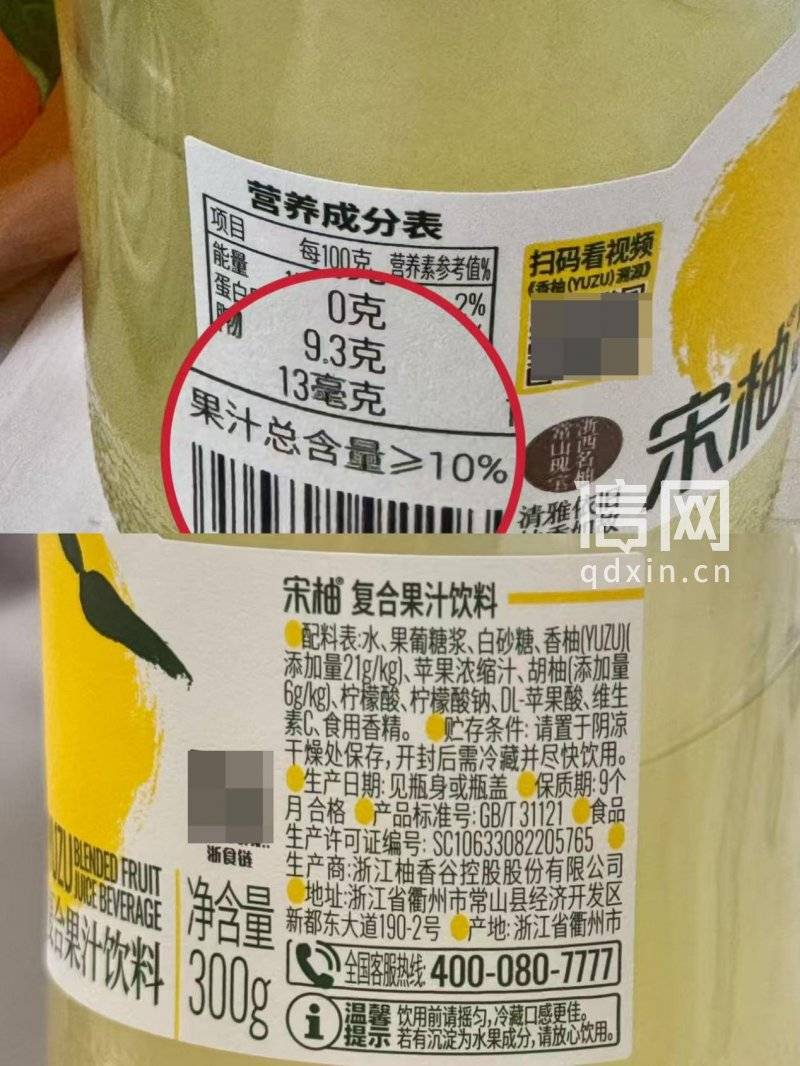 营养成分表
项目 每100克 营养素参考值%
能量 2%
蛋白
0克
9.3克
13毫克
果汁总含量≥10%
扫码看视频
《香柚(YUZU)溯源》
浙西名柚
常山瑰宝
宋柚
清雅依旧
信网
qdxin.cn
宋柚® 复合果汁饮料
配料表:水、果葡糖浆、白砂糖、香柚(YUZU)(
添加量21g/kg)、苹果浓缩汁、胡柚(添加量
6g/kg)、柠檬酸、柠檬酸钠、DL-苹果酸、维生
素C、食用香精。 贮存条件: 请置于阴凉
干燥处保存, 开封后需冷藏并尽快饮用。
生产日期: 见瓶身或瓶盖 保质期: 9个
月合格 产品标准号: GB/T 31121 食品
生产许可证编号: SC10633082205765
生产商: 浙江柚香谷控股股份有限公司
地址: 浙江省衢州市常山县经济开发区
新都东大道190-2号 产地: 浙江省衢州市
全国客服热线: 400-080-7777
温馨提示 饮用前请摇匀, 冷藏口感更佳。
若有沉淀为水果成分, 请放心饮用。
浙食链
净含量
300g
BLENDED FRUIT
JUICE BEVERAGE
合果汁饮料